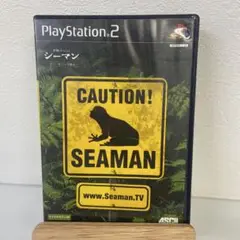 PlayStation 2
シーマン
CAUTION!
SEAMAN
www.Seaman.TV
ASCII